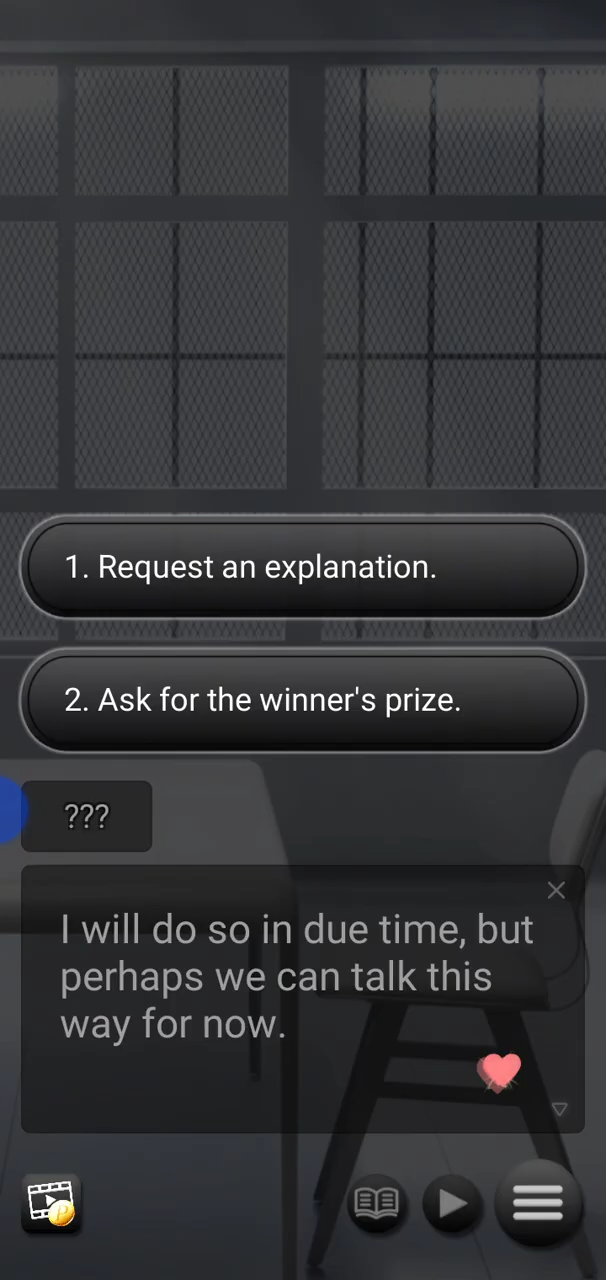 1. Request an explanation.
2. Ask for the winner's prize.
???
I will do so in due time, but
perhaps we can talk this
way for now.
P